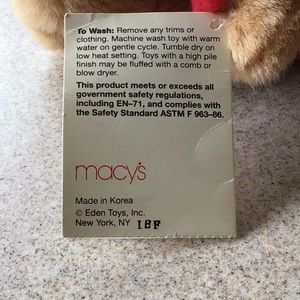 To Wash: Remove any trims or
clothing. Machine wash toy with warm
water on gentle cycle. Tumble dry on
low heat setting. Toys with a high pile
finish may be fluffed with a comb or
blow dryer.
This product meets or exceeds all
government safety regulations,
including EN–71, and complies with
the Safety Standard ASTM F 963–86.
macy's
Made in Korea
© Eden Toys, Inc.
New York, NY I8F